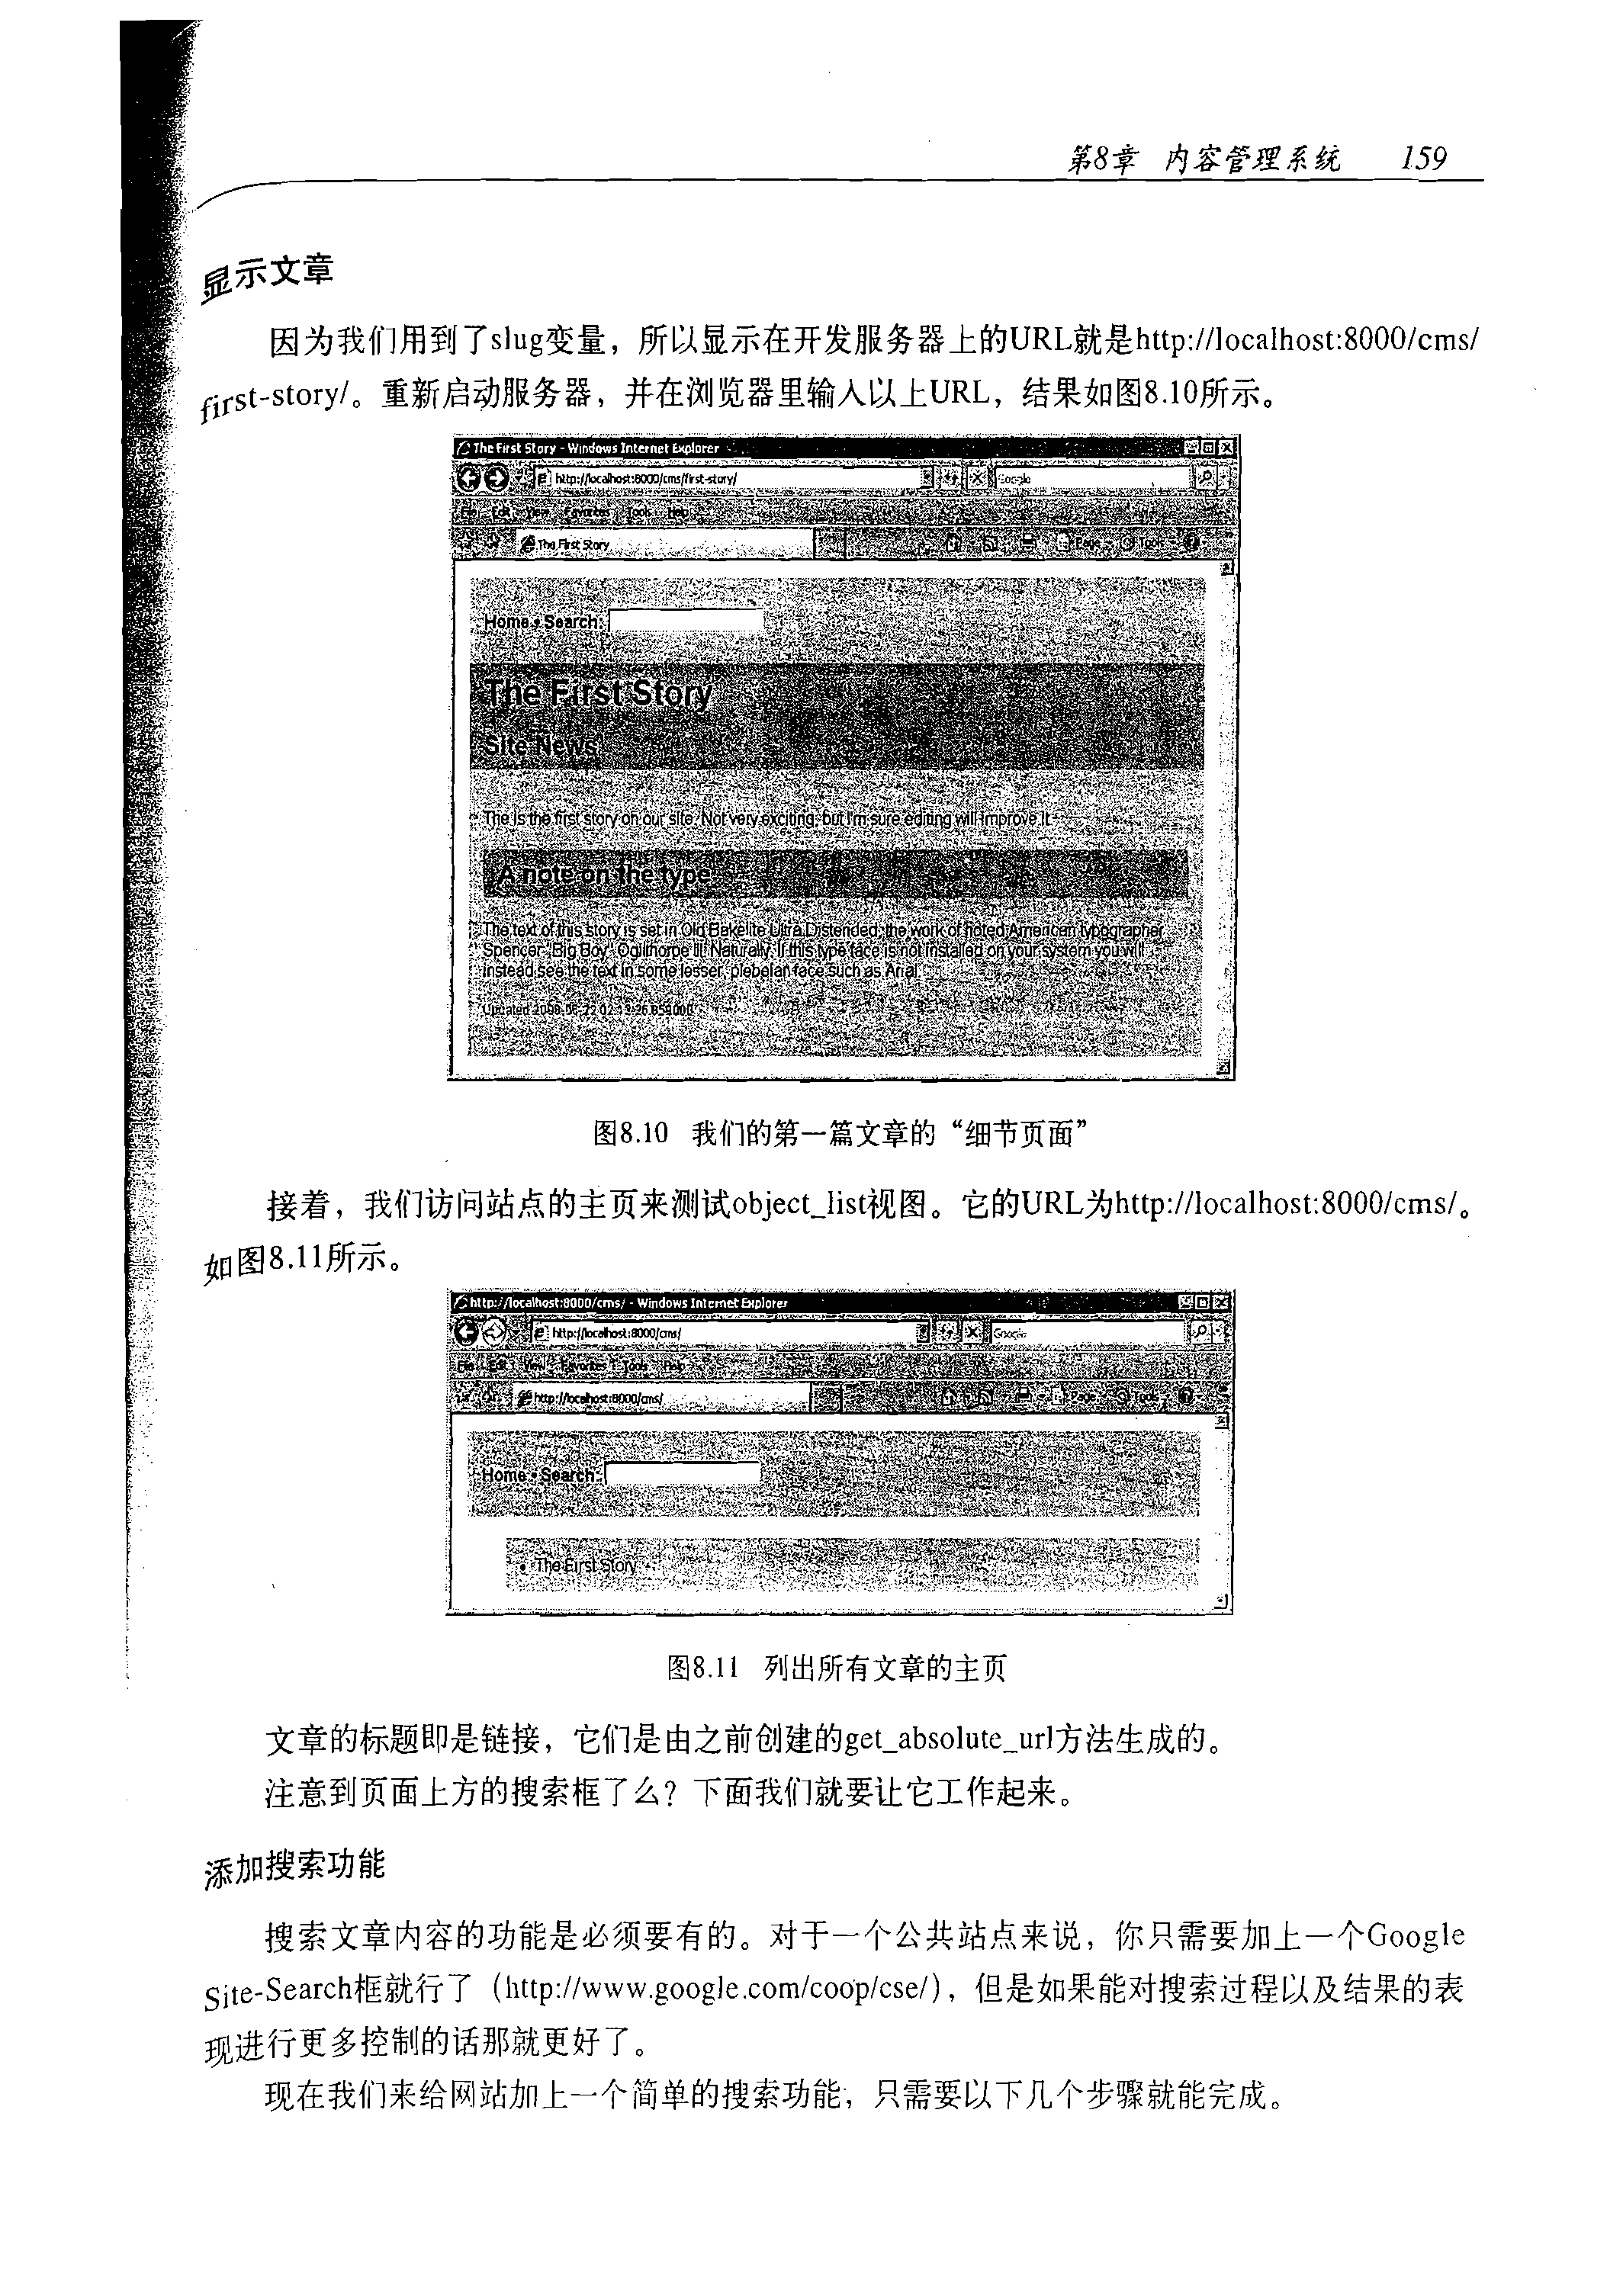 第8章 内容管理系统 159
显示文章
因为我们用到了slug变量，所以显示在开发服务器上的URL就是http://localhost:8000/cms/
first-story/。重新启动服务器，并在浏览器里输入以上URL，结果如图8.10所示。
The First Story - Windows Internet Explorer
http://localhost:8000/cms/first-story/
Google
File Edit View Favorites Tools Help
The First Story
Page Tools
Home • Search:
The First Story
Site News
The is the first story on our site. Not very exciting, but I'm sure editing will improve it.
A note on the type
The text of this story is set in Old Bakelite Ultra Distended, the work of noted American typographer
Spencer "Big Boy" Ogilthorpe III. Naturally, if this type face is not installed on your system you will
instead see the text in some lesser, plebeian face such as Arial.
Updated
图8.10 我们的第一篇文章的“细节页面”
接着，我们访问站点的主页来测试object_list视图。它的URL为http://localhost:8000/cms/。
如图8.11所示。
http://localhost:8000/cms/ - Windows Internet Explorer
http://localhost:8000/cms/
Google
File Edit View Favorites Tools Help
http://localhost:8000/cms/
Page Tools
Home • Search:
• The First Story
图8.11 列出所有文章的主页
文章的标题即是链接，它们是由之前创建的get_absolute_url方法生成的。
注意到页面上方的搜索框了么？下面我们就要让它工作起来。
添加搜索功能
搜索文章内容的功能是必须要有的。对于一个公共站点来说，你只需要加上一个Google
Site-Search框就行了（http://www.google.com/coop/cse/），但是如果能对搜索过程以及结果的表
现进行更多控制的话那就更好了。
现在我们来给网站加上一个简单的搜索功能，只需要以下几个步骤就能完成。